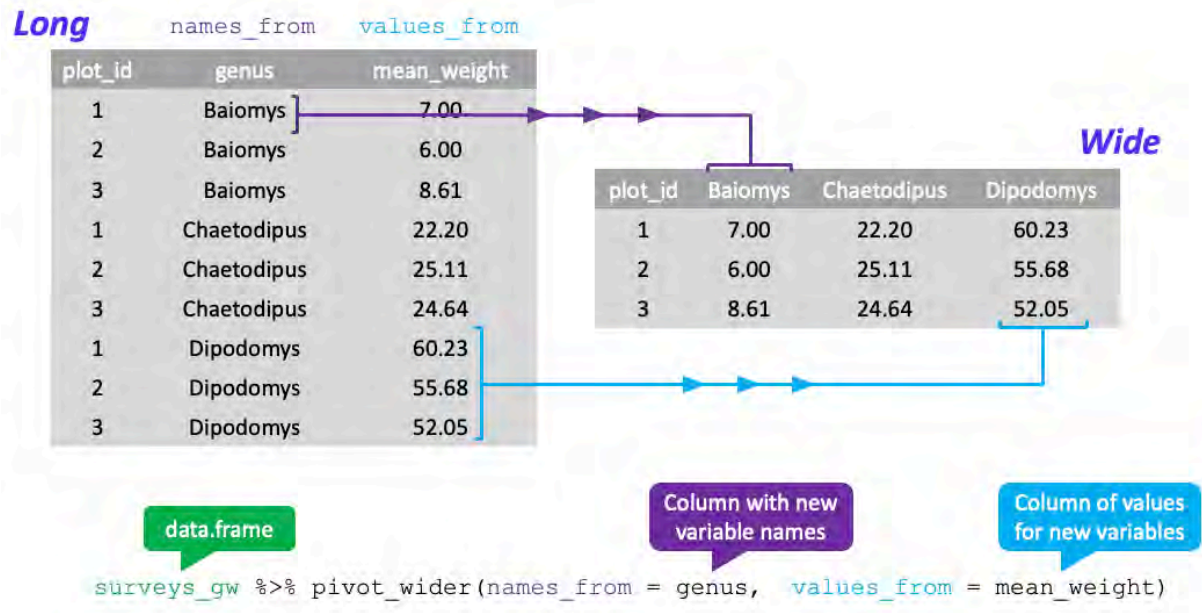 Long names_from values_from
plot_id genus mean_weight
1 Baiomys 7.00
2 Baiomys 6.00
3 Baiomys 8.61
1 Chaetodipus 22.20
2 Chaetodipus 25.11
3 Chaetodipus 24.64
1 Dipodomys 60.23
2 Dipodomys 55.68
3 Dipodomys 52.05
Wide
plot_id Baiomys Chaetodipus Dipodomys
1 7.00 22.20 60.23
2 6.00 25.11 55.68
3 8.61 24.64 52.05
data.frame
Column with new
variable names
Column of values
for new variables
surveys_gw %>% pivot_wider(names_from = genus, values_from = mean_weight)